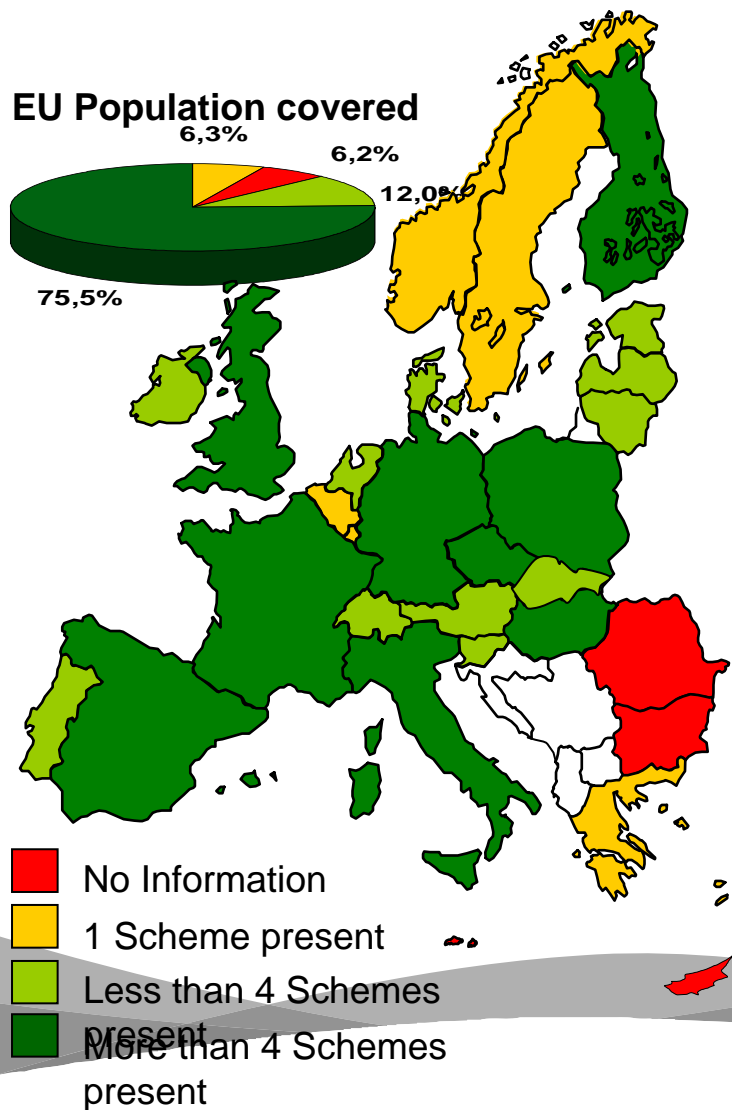 EU Population covered
6,3%
6,2%
12,0%
75,5%
No Information
1 Scheme present
Less than 4 Schemes
present
More than 4 Schemes
present